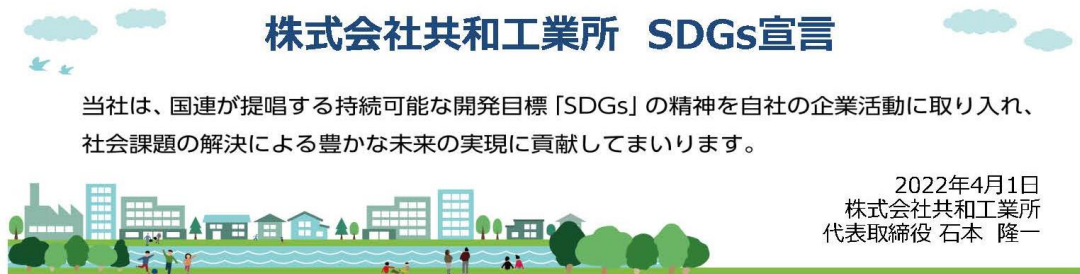 株式会社共和工業所 SDGs宣言
当社は、国連が提唱する持続可能な開発目標「SDGs」の精神を自社の企業活動に取り入れ、
社会課題の解決による豊かな未来の実現に貢献してまいります。
2022年4月1日
株式会社共和工業所
代表取締役 石本 隆一